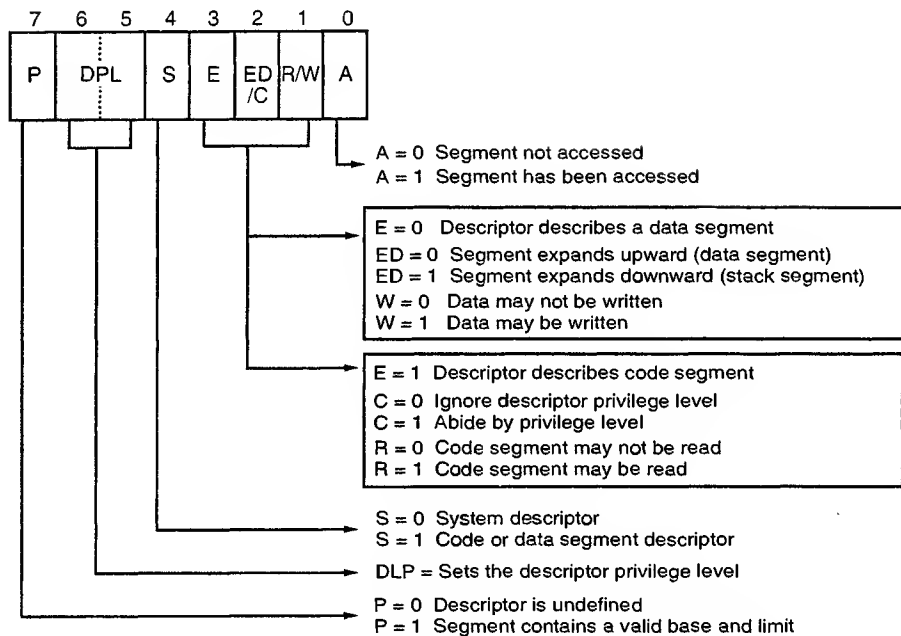 7 6 5 4 3 2 1 0
P DPL S E ED /C R/W A
A = 0 Segment not accessed
A = 1 Segment has been accessed
E = 0 Descriptor describes a data segment
ED = 0 Segment expands upward (data segment)
ED = 1 Segment expands downward (stack segment)
W = 0 Data may not be written
W = 1 Data may be written
E = 1 Descriptor describes code segment
C = 0 Ignore descriptor privilege level
C = 1 Abide by privilege level
R = 0 Code segment may not be read
R = 1 Code segment may be read
S = 0 System descriptor
S = 1 Code or data segment descriptor
DLP = Sets the descriptor privilege level
P = 0 Descriptor is undefined
P = 1 Segment contains a valid base and limit